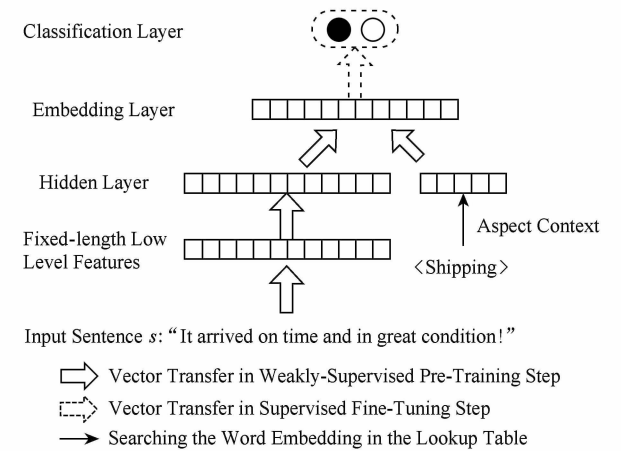 Classification Layer
Embedding Layer
Hidden Layer
Aspect Context
Fixed-length Low
Level Features
<Shipping>
Input Sentence s: “It arrived on time and in great condition!”
Vector Transfer in Weakly-Supervised Pre-Training Step
Vector Transfer in Supervised Fine-Tuning Step
Searching the Word Embedding in the Lookup Table